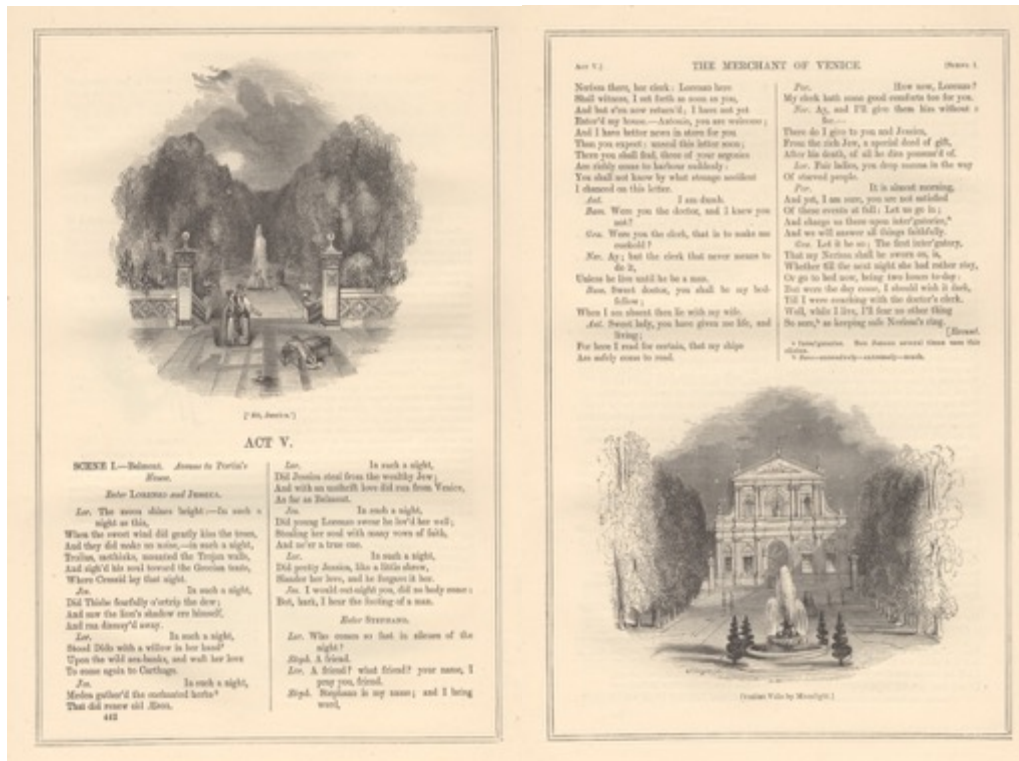 ['Sit, Jessica.']
ACT V.
SCENE I.—Belmont. Avenue to Portia's
House.
Enter LORENZO and JESSICA.
Lor. The moon shines bright:—In such a
night as this,
When the sweet wind did gently kiss the trees,
And they did make no noise,—in such a night,
Troilus, methinks, mounted the Trojan walls,
And sigh'd his soul toward the Grecian tents,
Where Cressid lay that night.
Jes. In such a night,
Did Thisbe fearfully o'ertrip the dew;
And saw the lion's shadow ere himself,
And ran dismay'd away.
Lor. In such a night,
Stood Dido with a willow in her hand
Upon the wild sea-banks, and waft her love
To come again to Carthage.
Jes. In such a night,
Medea gather'd the enchanted herbs
That did renew old Æson.
442
Lor. In such a night,
Did Jessica steal from the wealthy Jew;
And with an unthrift love did run from Venice,
As far as Belmont.
Jes. In such a night,
Did young Lorenzo swear he lov'd her well;
Stealing her soul with many vows of faith,
And ne'er a true one.
Lor. In such a night,
Did pretty Jessica, like a little shrew,
Slander her love, and he forgave it her.
Jes. I would out-night you, did no body come:
But, hark, I hear the footing of a man.
Enter STEPHANO.
Lor. Who comes so fast in silence of the
night?
Steph. A friend.
Lor. A friend? what friend? your name, I
pray you, friend.
Steph. Stephano is my name; and I bring
word,
ACT V.] THE MERCHANT OF VENICE. [SCENE I.
Nerissa there, her clerk: Lorenzo here
Shall witness, I set forth as soon as you,
And but e'en now return'd; I have not yet
Enter'd my house.—Antonio, you are welcome;
And I have better news in store for you
Than you expect: unseal this letter soon;
There you shall find, three of your argosies
Are richly come to harbour suddenly:
You shall not know by what strange accident
I chanced on this letter.
Ant. I am dumb.
Bass. Were you the doctor, and I knew you
not?
Gra. Were you the clerk, that is to make me
cuckold?
Ner. Ay; but the clerk that never means to
do it,
Unless he live until he be a man.
Bass. Sweet doctor, you shall be my bed-
fellow;
When I am absent then lie with my wife.
Ant. Sweet lady, you have given me life, and
living;
For here I read for certain, that my ships
Are safely come to road.
Por. How now, Lorenzo?
My clerk hath some good comforts too for you.
Ner. Ay, and I'll give them him without a
fee.—
There do I give to you and Jessica,
From the rich Jew, a special deed of gift,
After his death, of all he dies possess'd of.
Lor. Fair ladies, you drop manna in the way
Of starved people.
Por. It is almost morning,
And yet, I am sure, you are not satisfied
Of these events at full: Let us go in;
And charge us there upon inter'gatories,
And we will answer all things faithfully.
Gra. Let it be so: The first inter'gatory,
That my Nerissa shall be sworn on, is,
Whether till the next night she had rather stay,
Or go to bed now, being two hours to-day:
But were the day come, I should wish it dark,
Till I were couching with the doctor's clerk.
Well, while I live, I'll fear no other thing
So sore, as keeping safe Nerissa's ring.
[Exeunt.
Inter'gatories. Ben Jonson several times uses this
Sore—excessively—extremely—much.
[Venetian Villa by Moonlight.]